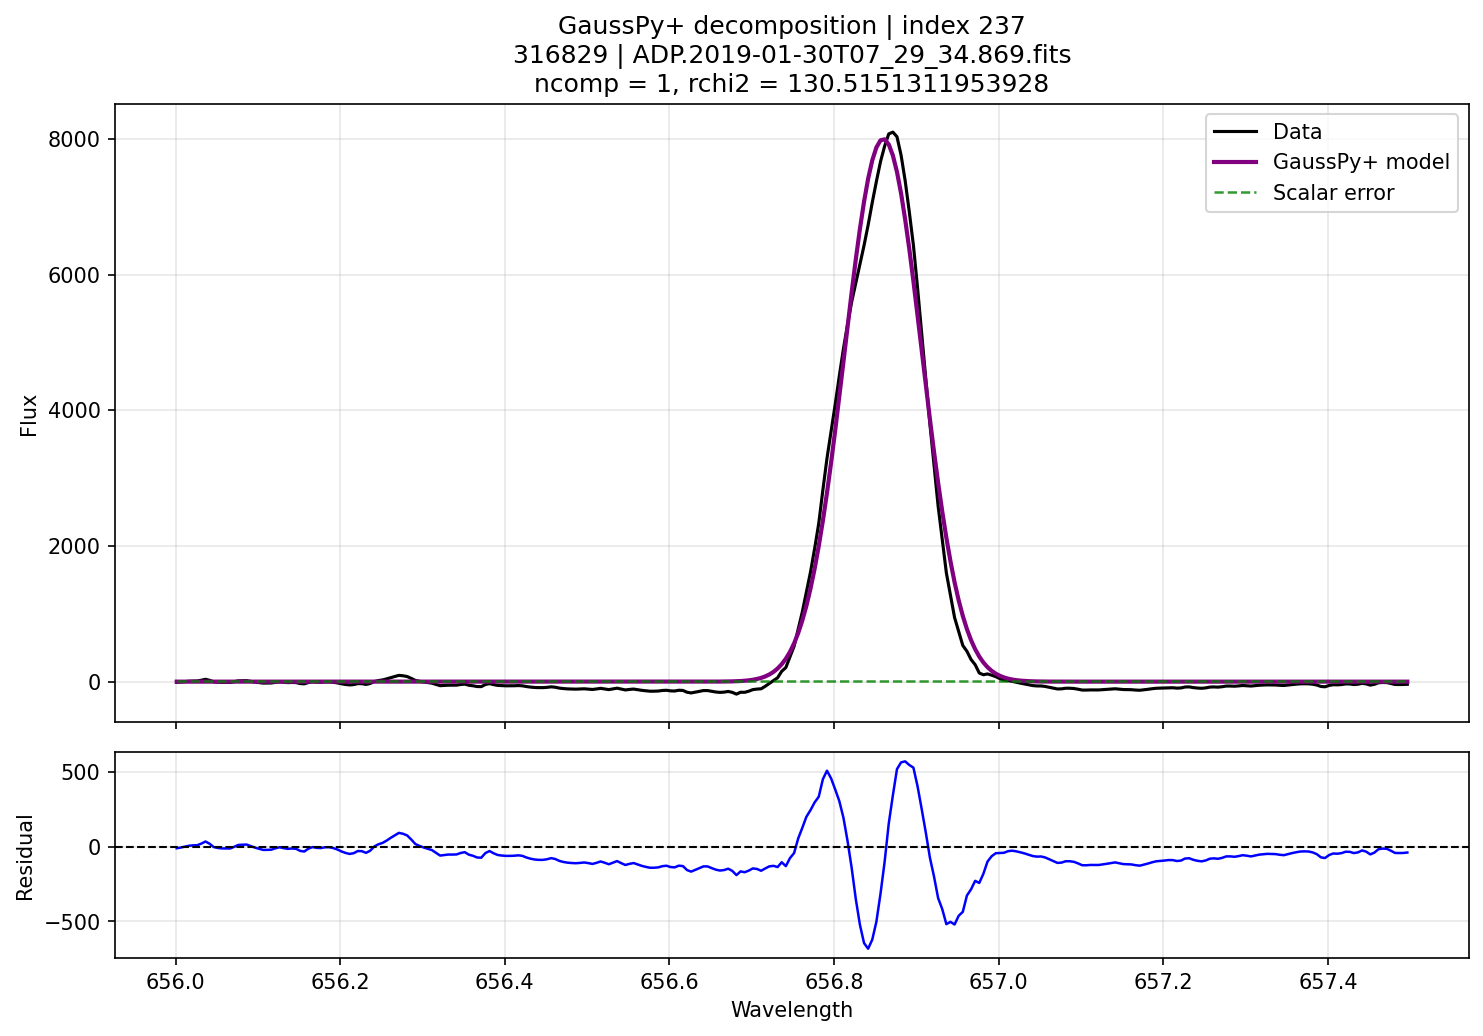 GaussPy+ decomposition | index 237
316829 | ADP.2019-01-30T07_29_34.869.fits
ncomp = 1, rchi2 = 130.5151311953928
Data
GaussPy+ model
Scalar error
8000
6000
4000
2000
0
Flux
500
0
−500
Residual
656.0 656.2 656.4 656.6 656.8 657.0 657.2 657.4
Wavelength